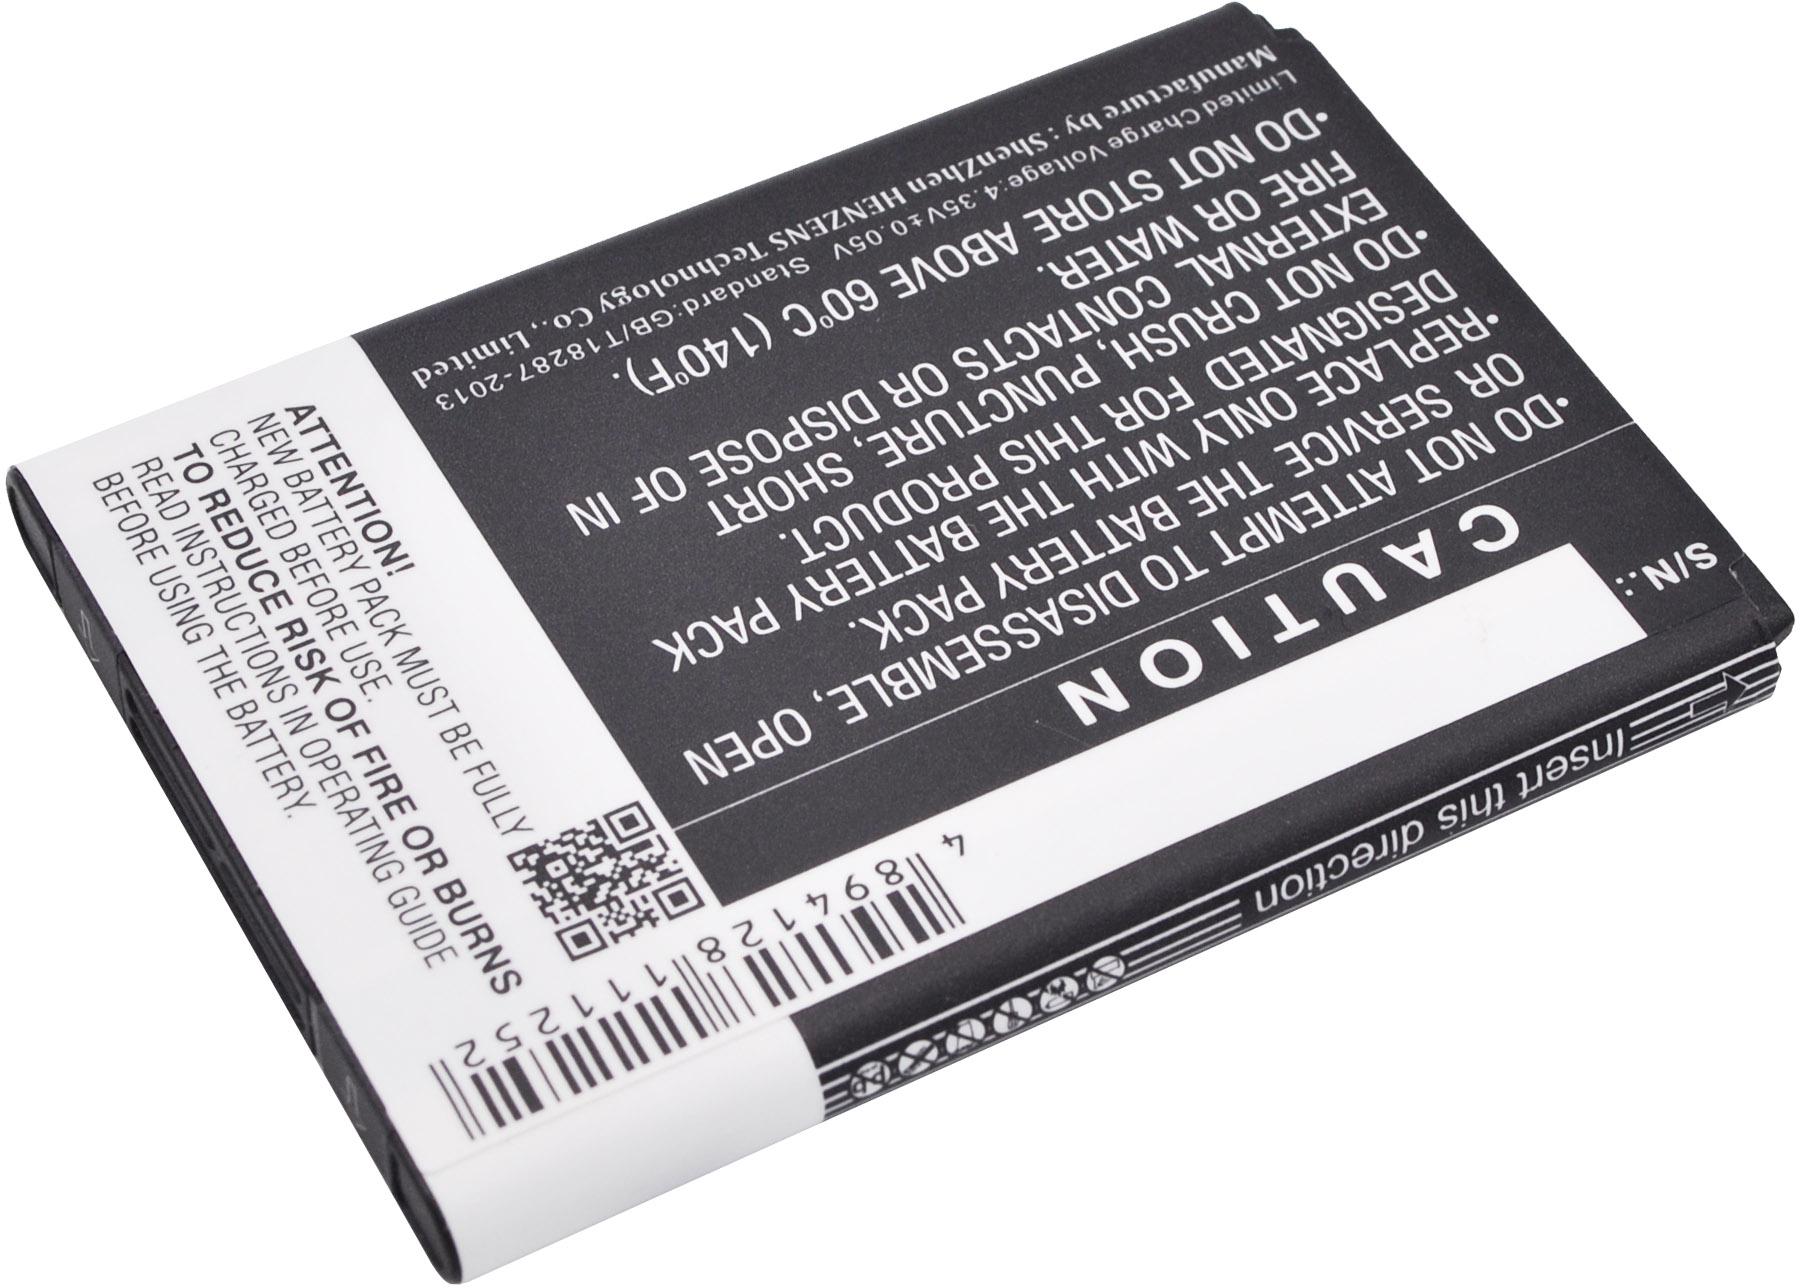 S/N.:
CAUTION
•DO NOT ATTEMPT TO DISASSEMBLE, OPEN
OR SERVICE THE BATTERY PACK.
•REPLACE ONLY WITH THE BATTERY PACK
DESIGNATED FOR THIS PRODUCT.
•DO NOT CRUSH, PUNCTURE, SHORT
EXTERNAL CONTACTS OR DISPOSE OF IN
FIRE OR WATER.
•DO NOT STORE ABOVE 60°C (140°F).
Limited Charge Voltage:4.35V±0.05V Standard:GB/T18287-2013
Manufacture by : ShenZhen HENZENS Technology Co., Limited
ATTENTION!
NEW BATTERY PACK MUST BE FULLY
CHARGED BEFORE USE.
TO REDUCE RISK OF FIRE OR BURNS
READ INSTRUCTIONS IN OPERATING GUIDE
BEFORE USING THE BATTERY.
4 894128 211252
Insert this direction